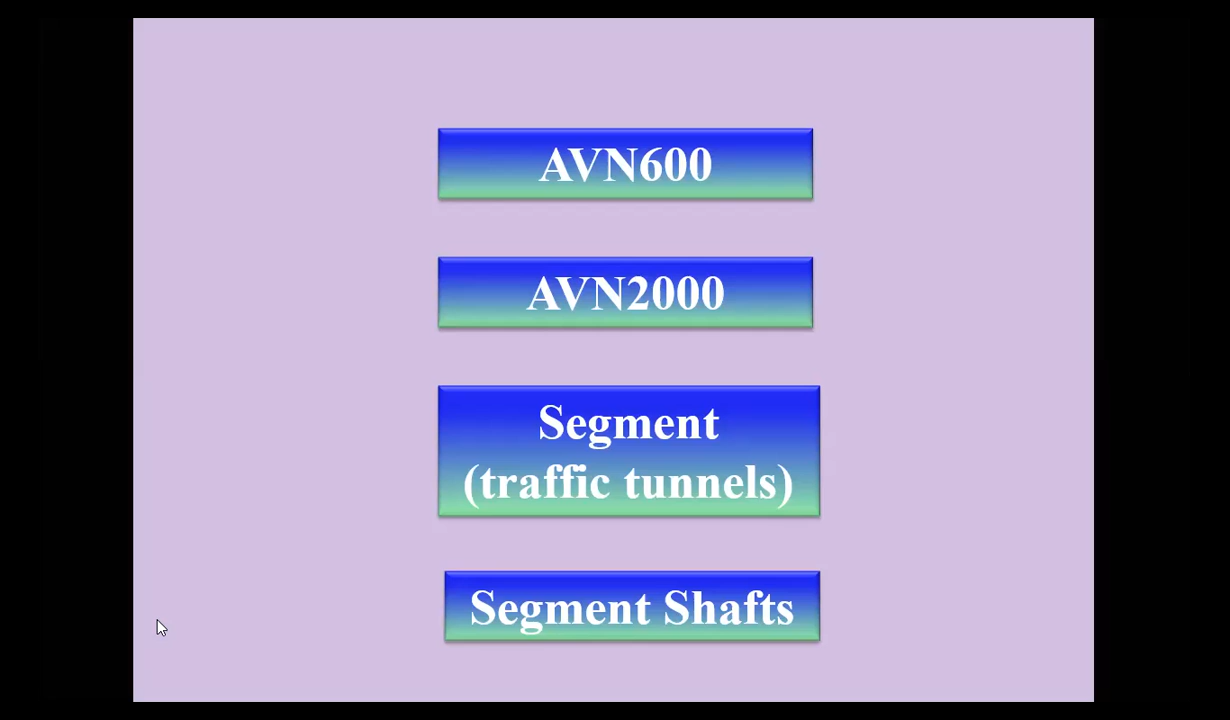 AVN600
AVN2000
Segment
(traffic tunnels)
Segment Shafts